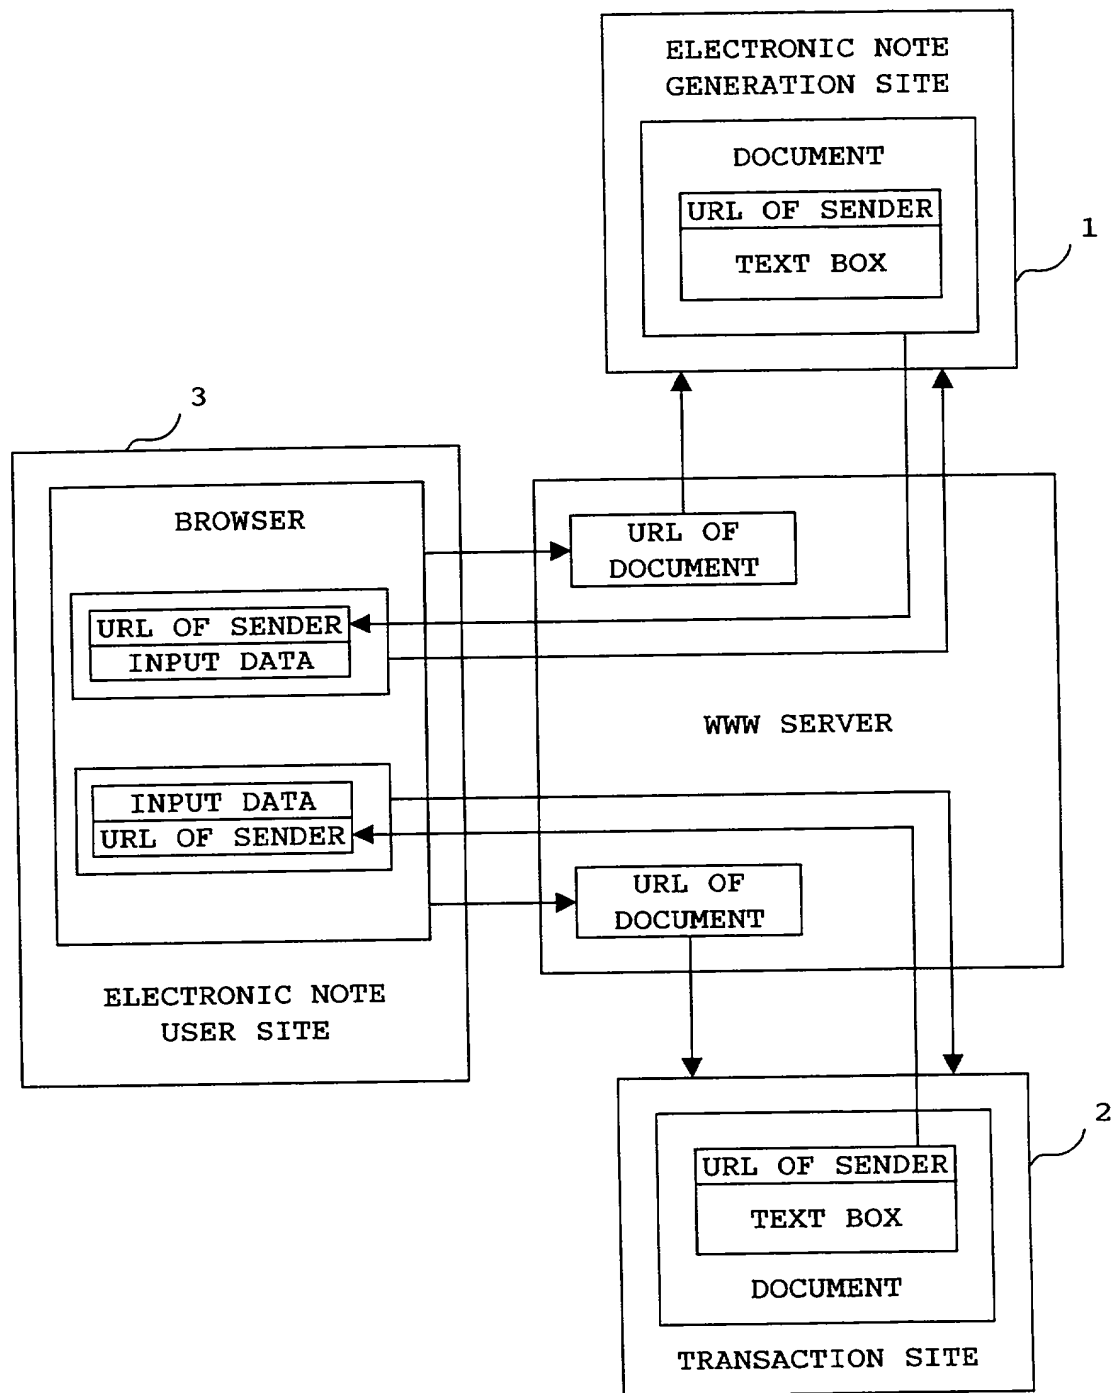 ELECTRONIC NOTE
GENERATION SITE
DOCUMENT
URL OF SENDER
TEXT BOX
1
3
BROWSER
URL OF SENDER
INPUT DATA
INPUT DATA
URL OF SENDER
ELECTRONIC NOTE
USER SITE
URL OF
DOCUMENT
WWW SERVER
URL OF
DOCUMENT
2
URL OF SENDER
TEXT BOX
DOCUMENT
TRANSACTION SITE